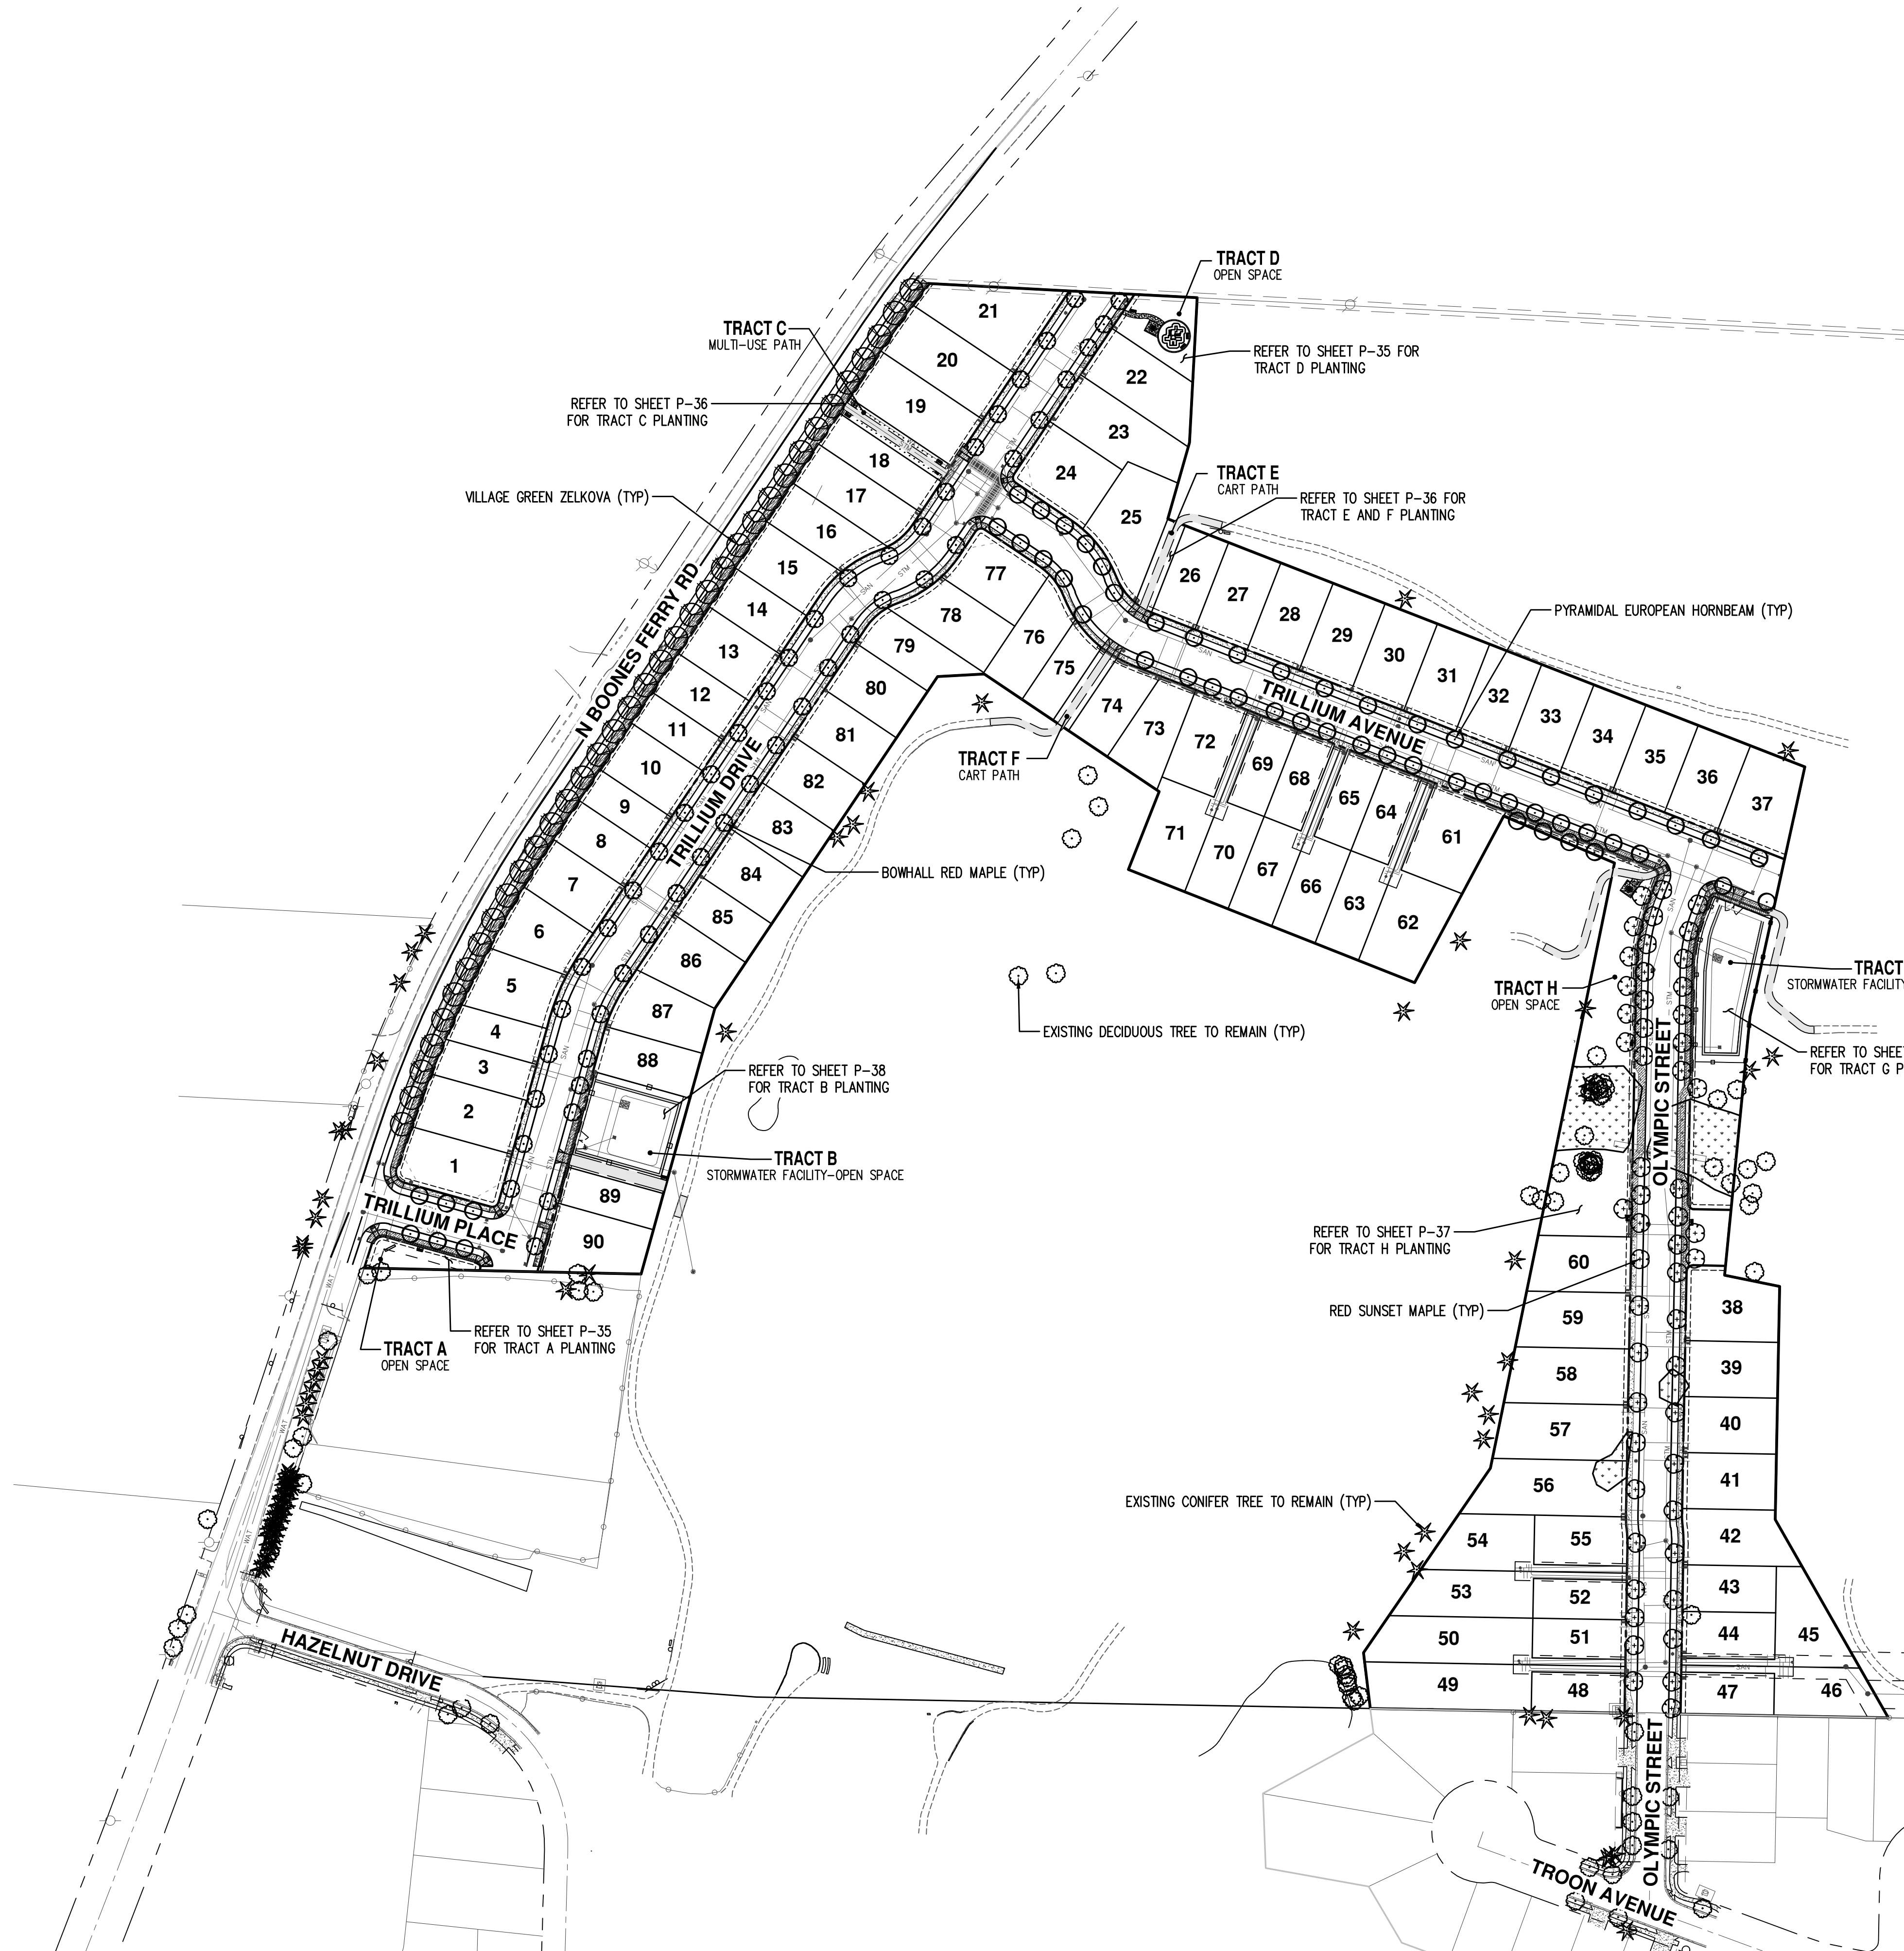 TRACT D
OPEN SPACE
REFER TO SHEET P-35 FOR
TRACT D PLANTING
TRACT C
MULTI-USE PATH
REFER TO SHEET P-36
FOR TRACT C PLANTING
VILLAGE GREEN ZELKOVA (TYP)
TRACT E
CART PATH
REFER TO SHEET P-36 FOR
TRACT E AND F PLANTING
PYRAMIDAL EUROPEAN HORNBEAM (TYP)
N BOONES FERRY RD
TRILLIUM DRIVE
TRILLIUM AVENUE
TRACT F
CART PATH
BOWHALL RED MAPLE (TYP)
EXISTING DECIDUOUS TREE TO REMAIN (TYP)
TRACT H
OPEN SPACE
TRACT
STORMWATER FACILITY
REFER TO SHEET
FOR TRACT G P
OLYMPIC STREET
REFER TO SHEET P-38
FOR TRACT B PLANTING
TRACT B
STORMWATER FACILITY-OPEN SPACE
TRILLIUM PLACE
REFER TO SHEET P-35
FOR TRACT A PLANTING
TRACT A
OPEN SPACE
REFER TO SHEET P-37
FOR TRACT H PLANTING
RED SUNSET MAPLE (TYP)
EXISTING CONIFER TREE TO REMAIN (TYP)
HAZELNUT DRIVE
OLYMPIC STREET
TROON AVENUE
1
2
3
4
5
6
7
8
9
10
11
12
13
14
15
16
17
18
19
20
21
22
23
24
25
26
27
28
29
30
31
32
33
34
35
36
37
38
39
40
41
42
43
44
45
46
47
48
49
50
51
52
53
54
55
56
57
58
59
60
61
62
63
64
65
66
67
68
69
70
71
72
73
74
75
76
77
78
79
80
81
82
83
84
85
86
87
88
89
90
SAN
STM
WAT